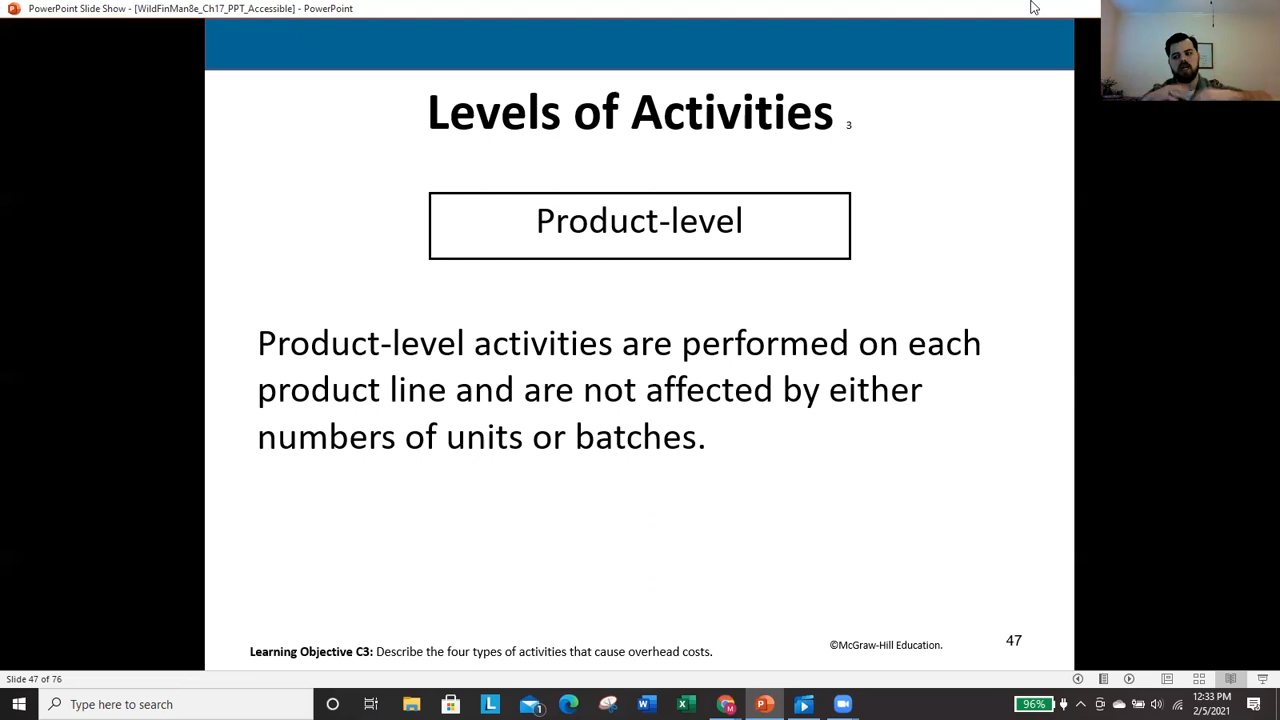 PowerPoint Slide Show - [WildFinMan8e_Ch17_PPT_Accessible] - PowerPoint
Levels of Activities 3
Product-level
Product-level activities are performed on each
product line and are not affected by either
numbers of units or batches.
Learning Objective C3: Describe the four types of activities that cause overhead costs.
©McGraw-Hill Education.
47
Slide 47 of 76
Type here to search
96%
12:33 PM
2/5/2021